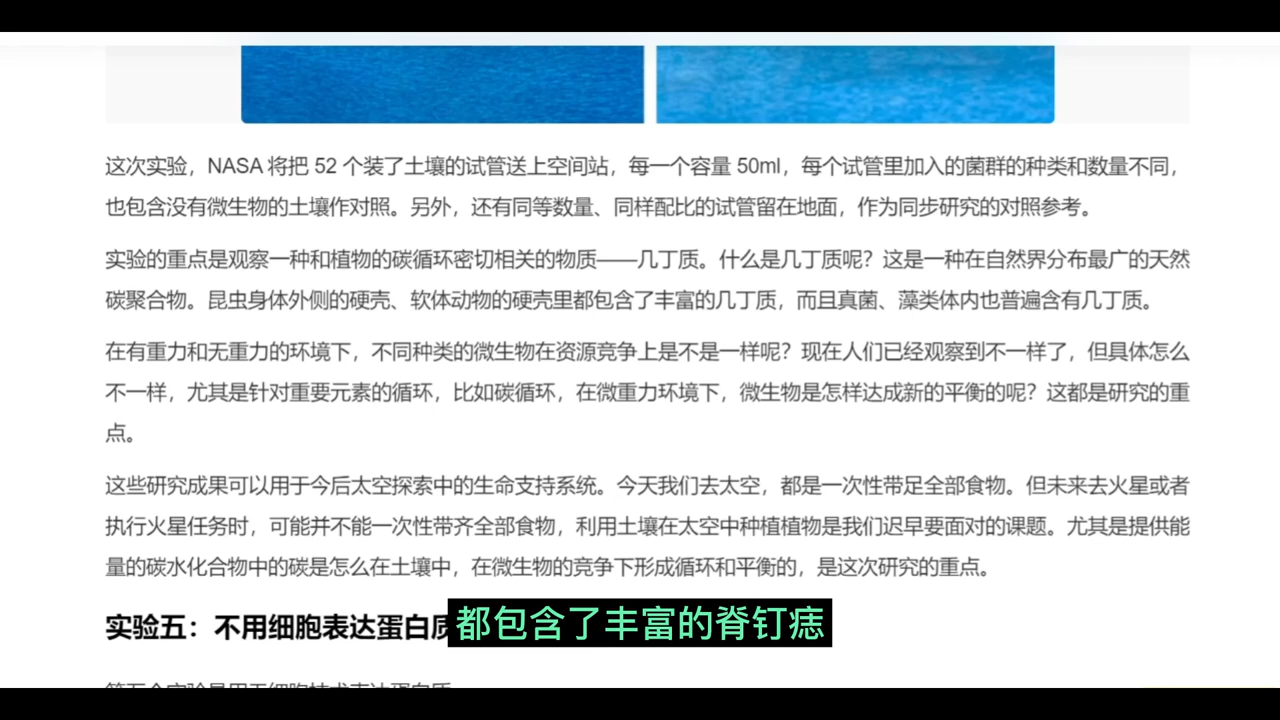 这次实验，NASA 将把 52 个装了土壤的试管送上空间站，每一个容量 50ml，每个试管里加入的菌群的种类和数量不同，
也包含没有微生物的土壤作对照。另外，还有同等数量、同样配比的试管留在地面，作为同步研究的对照参考。
实验的重点是观察一种和植物的碳循环密切相关的物质——几丁质。什么是几丁质呢？这是一种在自然界分布最广的天然
碳聚合物。昆虫身体外侧的硬壳、软体动物的硬壳里都包含了丰富的几丁质，而且真菌、藻类体内也普遍含有几丁质。
在有重力和无重力的环境下，不同种类的微生物在资源竞争上是不是一样呢？现在人们已经观察到不一样了，但具体怎么
不一样，尤其是针对重要元素的循环，比如碳循环，在微重力环境下，微生物是怎样达成新的平衡的呢？这都是研究的重
点。
这些研究成果可以用于今后太空探索中的生命支持系统。今天我们去太空，都是一次性带足全部食物。但未来去火星或者
执行火星任务时，可能并不能一次性带齐全部食物，利用土壤在太空中种植植物是我们迟早要面对的课题。尤其是提供能
量的碳水化合物中的碳是怎么在土壤中，在微生物的竞争下形成循环和平衡的，是这次研究的重点。
实验五：不用细胞表达蛋白质
都包含了丰富的脊钉痣
第五个实验是用无细胞技术表达蛋白质